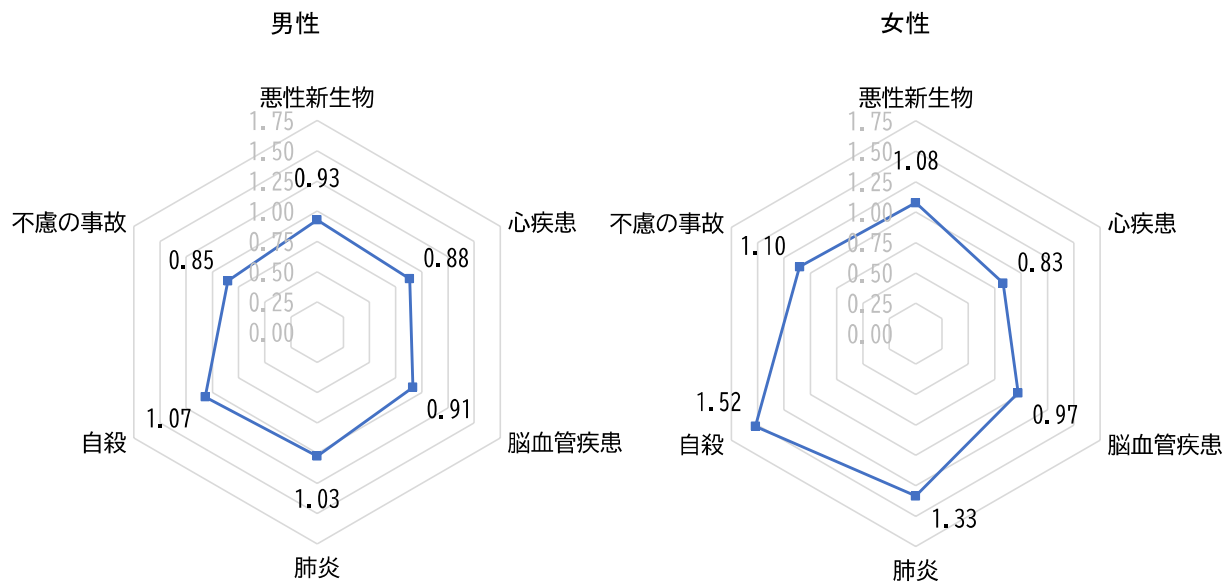 男性
悪性新生物
1.75
1.50
1.25
1.00
0.75
0.50
0.25
0.00
0.93
心疾患
0.88
脳血管疾患
0.91
肺炎
1.03
自殺
1.07
不慮の事故
0.85
女性
悪性新生物
1.75
1.50
1.25
1.00
0.75
0.50
0.25
0.00
1.08
心疾患
0.83
脳血管疾患
0.97
肺炎
1.33
自殺
1.52
不慮の事故
1.10